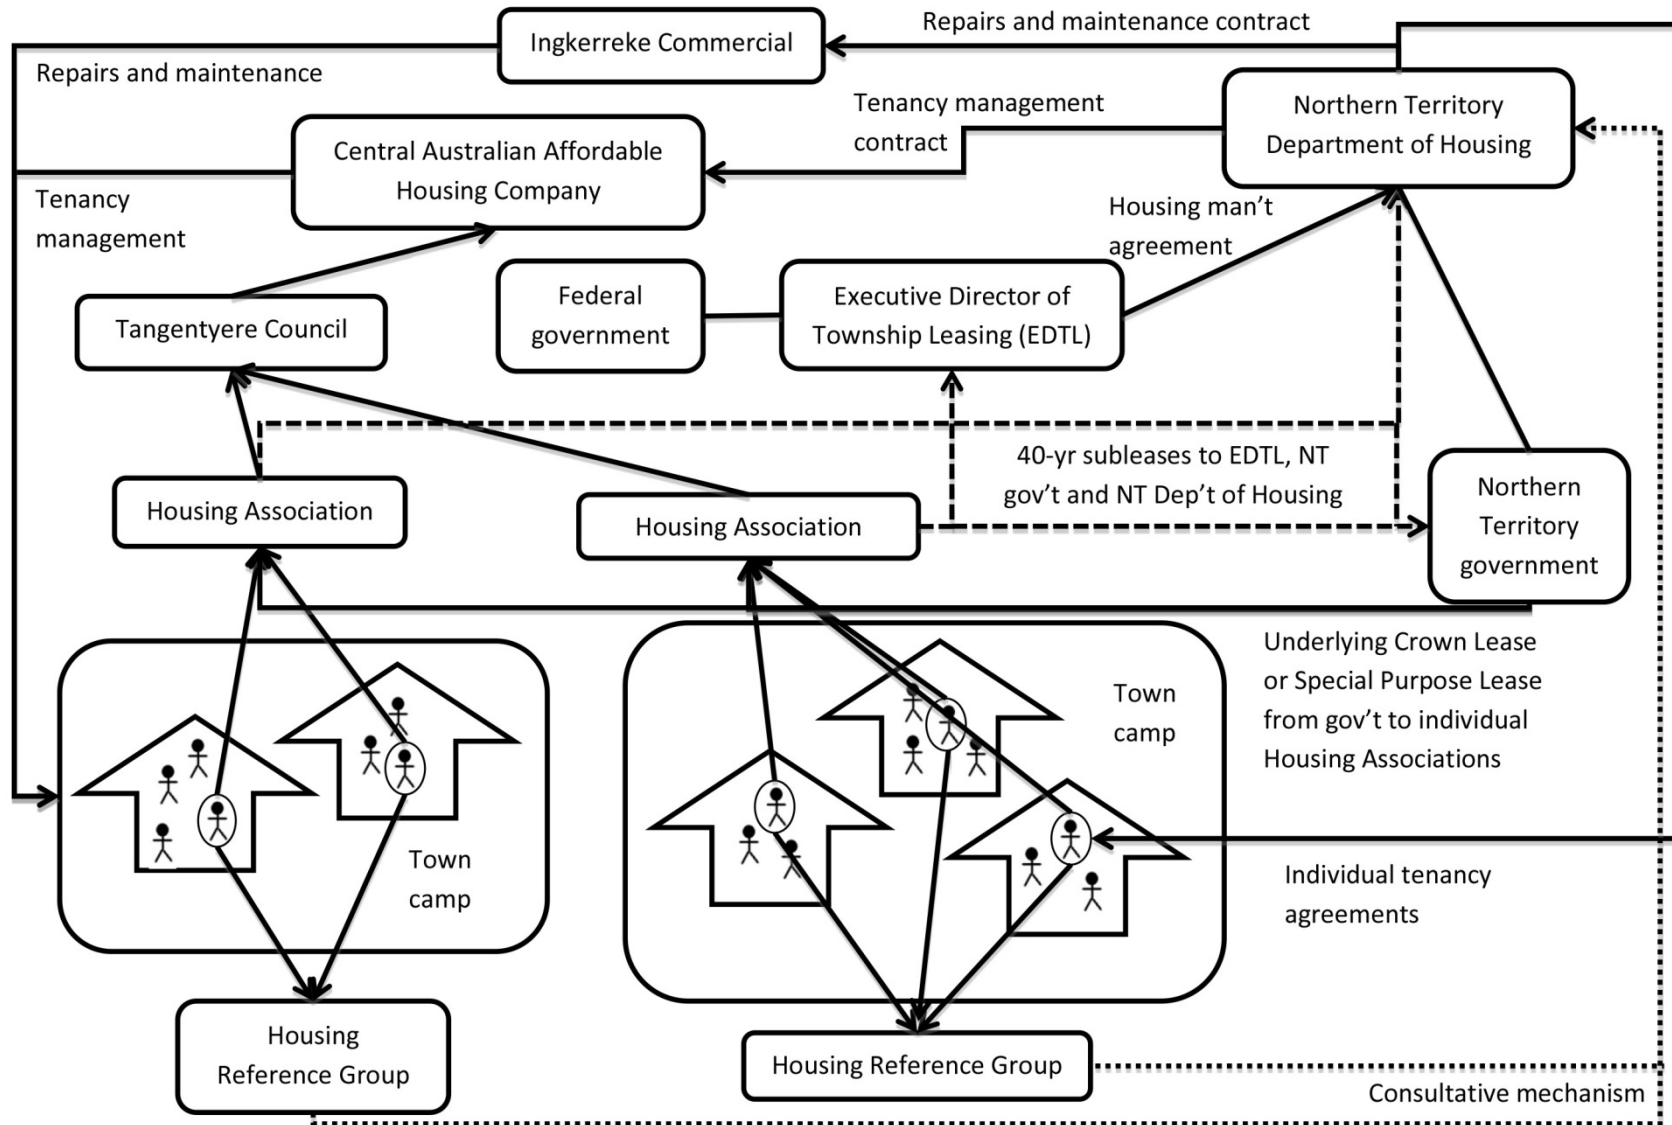 Repairs and maintenance contract
Ingkerreke Commercial
Repairs and maintenance
Northern Territory
Department of Housing
Tenancy management
contract
Central Australian Affordable
Housing Company
Tenancy
management
Housing man't
agreement
Federal
government
Executive Director of
Township Leasing (EDTL)
Tangentyere Council
40-yr subleases to EDTL, NT
gov't and NT Dep't of Housing
Northern
Territory
government
Housing Association
Housing Association
Underlying Crown Lease
or Special Purpose Lease
from gov't to individual
Housing Associations
Town
camp
Town
camp
Individual tenancy
agreements
Housing
Reference Group
Housing Reference Group
Consultative mechanism